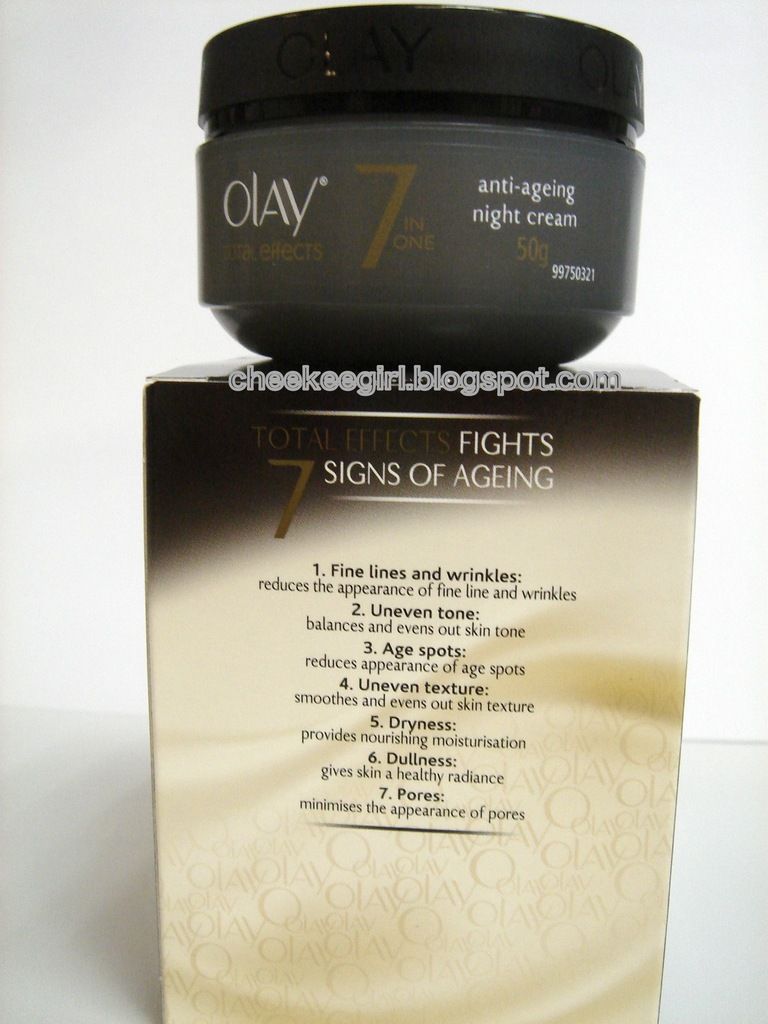 OLAY OLAY
Olay® 7 IN ONE anti-ageing night cream
total effects
50g
99750321
cheekeegirl.blogspot.com
TOTAL EFFECTS FIGHTS
7 SIGNS OF AGEING
1. Fine lines and wrinkles:
reduces the appearance of fine line and wrinkles
2. Uneven tone:
balances and evens out skin tone
3. Age spots:
reduces appearance of age spots
4. Uneven texture:
smoothes and evens out skin texture
5. Dryness:
provides nourishing moisturisation
6. Dullness:
gives skin a healthy radiance
7. Pores:
minimises the appearance of pores